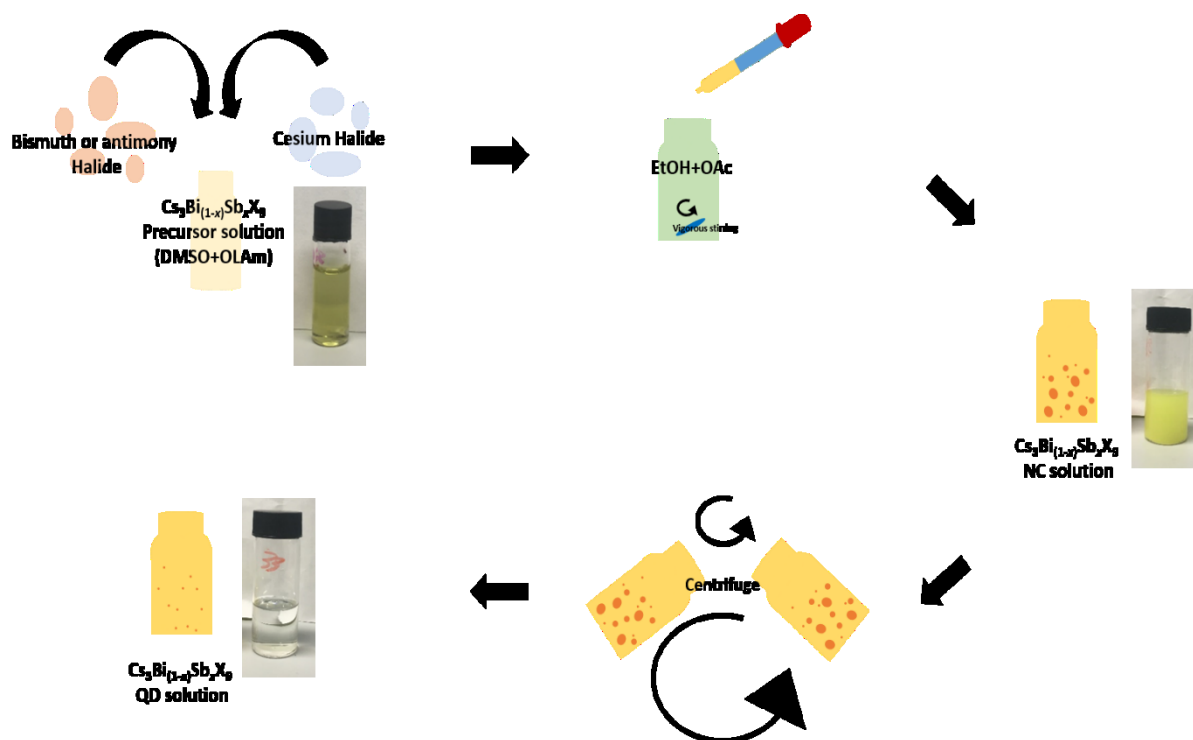 Bismuth or antimony
Halide
Cesium Halide
Cs₃Bi₍₁₋ₓ₎SbₓX₉
Precursor solution
(DMSO+OLAm)
EtOH+OAc
Vigorous stirring
Cs₃Bi₍₁₋ₓ₎SbₓX₉
NC solution
Centrifuge
Cs₃Bi₍₁₋ₓ₎SbₓX₉
QD solution